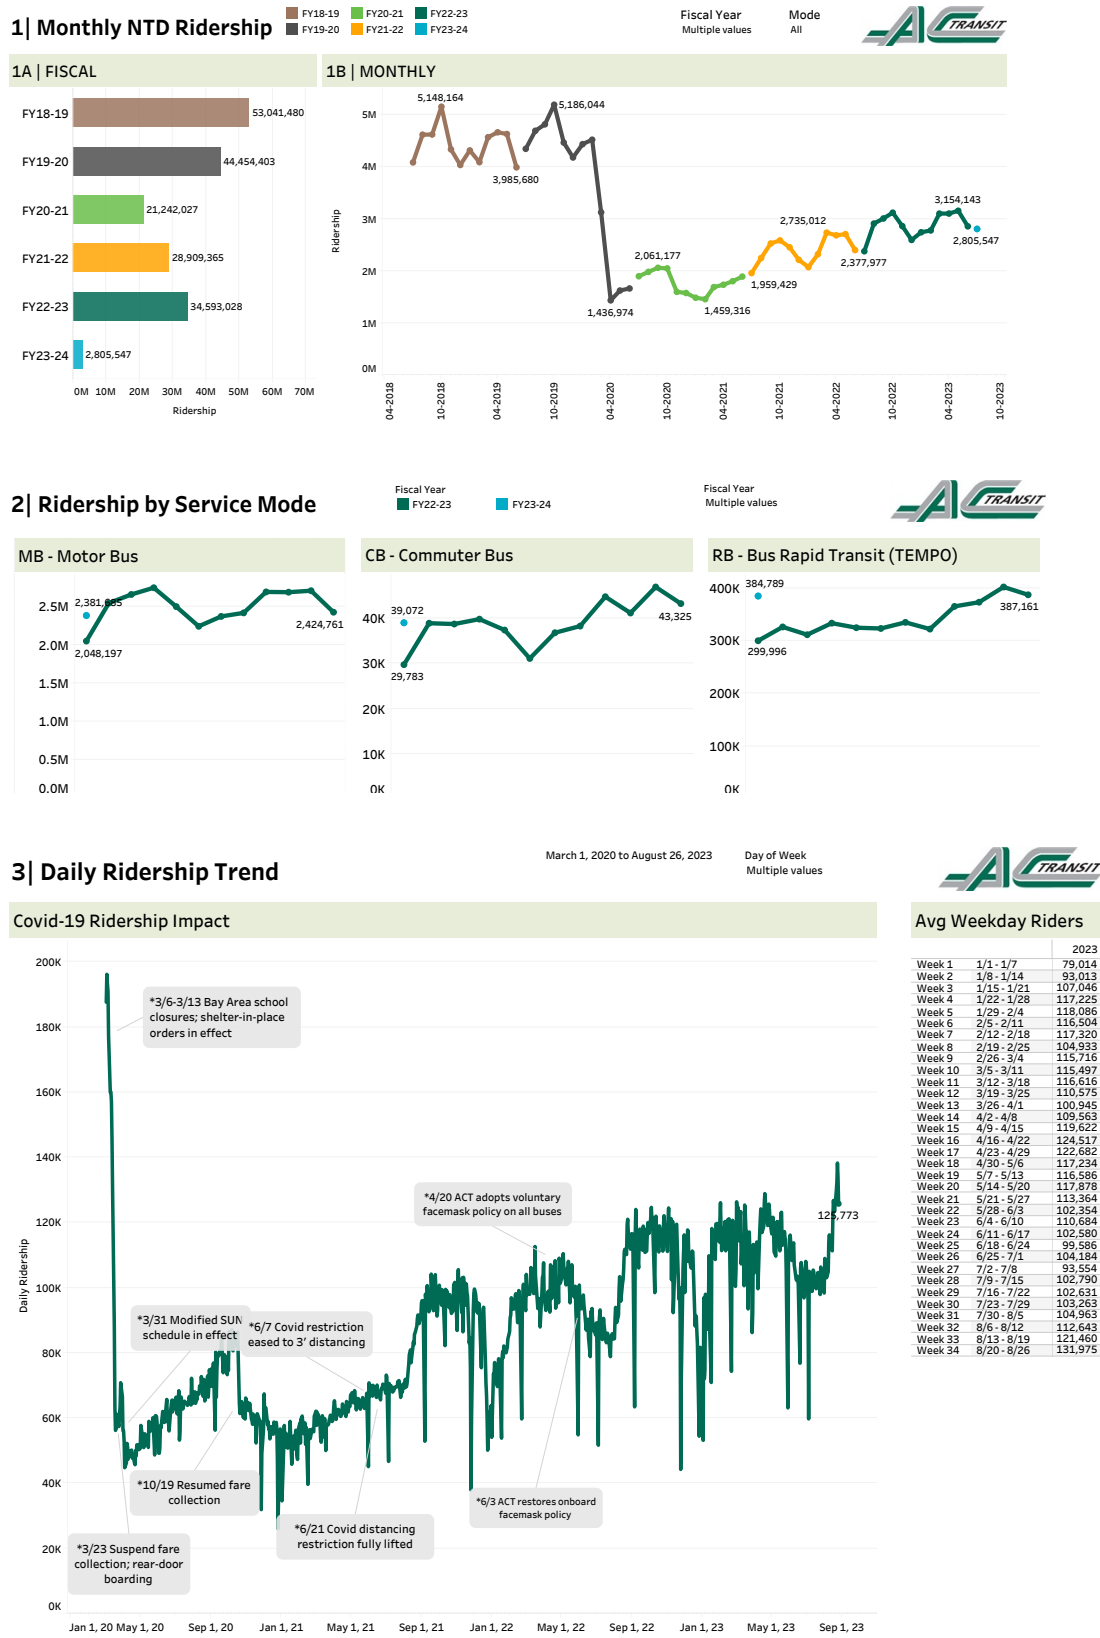 1| Monthly NTD Ridership
FY18-19
FY20-21
FY22-23
FY19-20
FY21-22
FY23-24
Fiscal Year
Multiple values
Mode
All
AC TRANSIT
1A | FISCAL
FY18-19
53,041,480
FY19-20
44,454,403
FY20-21
21,242,027
FY21-22
28,909,365
FY22-23
34,593,028
FY23-24
2,805,547
0M 10M 20M 30M 40M 50M 60M 70M
Ridership
1B | MONTHLY
5M
4M
3M
2M
1M
0M
Ridership
5,148,164
5,186,044
3,985,680
3,154,143
2,735,012
2,805,547
2,061,177
2,377,977
1,959,429
1,436,974
1,459,316
04-2018
10-2018
04-2019
10-2019
04-2020
10-2020
04-2021
10-2021
04-2022
10-2022
04-2023
10-2023
2| Ridership by Service Mode
Fiscal Year
FY22-23
FY23-24
Fiscal Year
Multiple values
AC TRANSIT
MB - Motor Bus
2.5M
2.0M
1.5M
1.0M
0.5M
0.0M
2,381,685
2,048,197
2,424,761
CB - Commuter Bus
40K
30K
20K
10K
0K
39,072
29,783
43,325
RB - Bus Rapid Transit (TEMPO)
400K
300K
200K
100K
0K
384,789
299,996
387,161
3| Daily Ridership Trend
March 1, 2020 to August 26, 2023
Day of Week
Multiple values
AC TRANSIT
Covid-19 Ridership Impact
200K
180K
160K
140K
120K
100K
80K
60K
40K
20K
0K
Daily Ridership
*3/6-3/13 Bay Area school
closures; shelter-in-place
orders in effect
*4/20 ACT adopts voluntary
facemask policy on all buses
125,773
*3/31 Modified SUN
schedule in effect
*6/7 Covid restriction
eased to 3' distancing
*10/19 Resumed fare
collection
*6/3 ACT restores onboard
facemask policy
*6/21 Covid distancing
restriction fully lifted
*3/23 Suspend fare
collection; rear-door
boarding
Jan 1, 20 May 1, 20 Sep 1, 20 Jan 1, 21 May 1, 21 Sep 1, 21 Jan 1, 22 May 1, 22 Sep 1, 22 Jan 1, 23 May 1, 23 Sep 1, 23
Avg Weekday Riders
2023
Week 1 1/1 - 1/7 79,014
Week 2 1/8 - 1/14 93,013
Week 3 1/15 - 1/21 107,046
Week 4 1/22 - 1/28 117,225
Week 5 1/29 - 2/4 118,086
Week 6 2/5 - 2/11 116,504
Week 7 2/12 - 2/18 117,320
Week 8 2/19 - 2/25 104,933
Week 9 2/26 - 3/4 115,716
Week 10 3/5 - 3/11 115,497
Week 11 3/12 - 3/18 116,616
Week 12 3/19 - 3/25 110,575
Week 13 3/26 - 4/1 100,945
Week 14 4/2 - 4/8 109,563
Week 15 4/9 - 4/15 119,622
Week 16 4/16 - 4/22 124,517
Week 17 4/23 - 4/29 122,682
Week 18 4/30 - 5/6 117,234
Week 19 5/7 - 5/13 116,586
Week 20 5/14 - 5/20 117,878
Week 21 5/21 - 5/27 113,364
Week 22 5/28 - 6/3 102,354
Week 23 6/4 - 6/10 110,684
Week 24 6/11 - 6/17 102,580
Week 25 6/18 - 6/24 99,586
Week 26 6/25 - 7/1 104,184
Week 27 7/2 - 7/8 93,554
Week 28 7/9 - 7/15 102,790
Week 29 7/16 - 7/22 102,631
Week 30 7/23 - 7/29 103,263
Week 31 7/30 - 8/5 104,963
Week 32 8/6 - 8/12 112,643
Week 33 8/13 - 8/19 121,460
Week 34 8/20 - 8/26 131,975